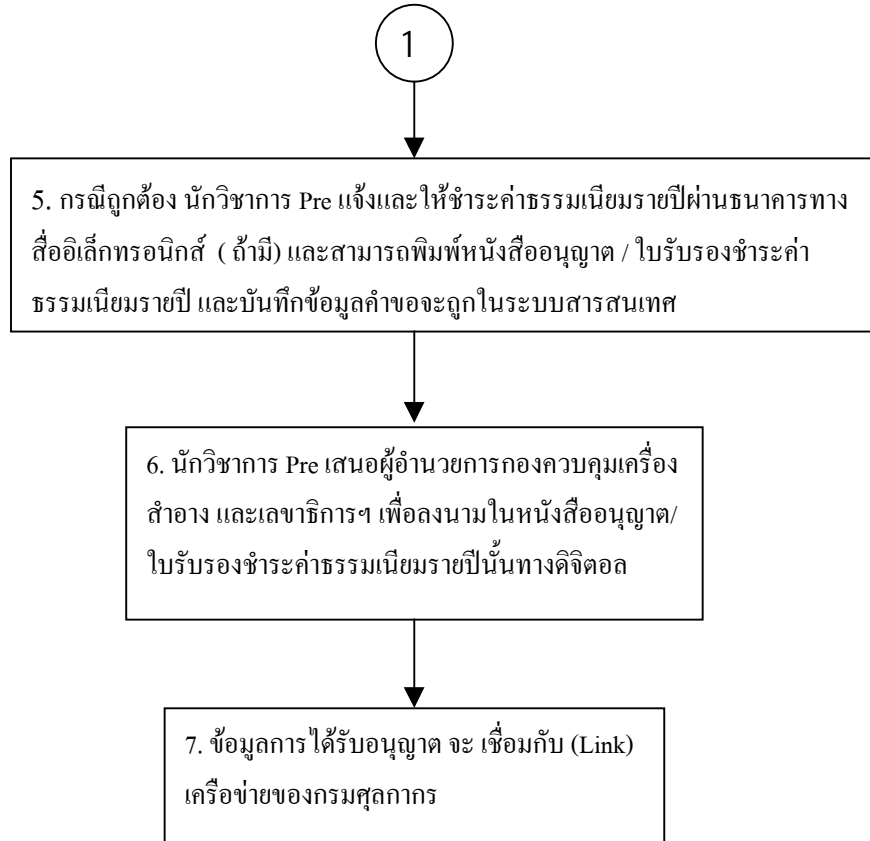 1
5. กรณีถูกต้อง นักวิชาการ Pre แจ้งและให้ชำระค่าธรรมเนียมรายปีผ่านธนาคารทาง
สื่ออิเล็กทรอนิกส์ ( ถ้ามี) และสามารถพิมพ์หนังสืออนุญาต / ใบรับรองชำระค่า
ธรรมเนียมรายปี และบันทึกข้อมูลคำขอจะถูกในระบบสารสนเทศ
6. นักวิชาการ Pre เสนอผู้อำนวยการกองควบคุมเครื่อง
สำอาง และเลขาธิการฯ เพื่อลงนามในหนังสืออนุญาต/
ใบรับรองชำระค่าธรรมเนียมรายปีนั้นทางดิจิตอล
7. ข้อมูลการได้รับอนุญาต จะ เชื่อมกับ (Link)
เครือข่ายของกรมศุลกากร